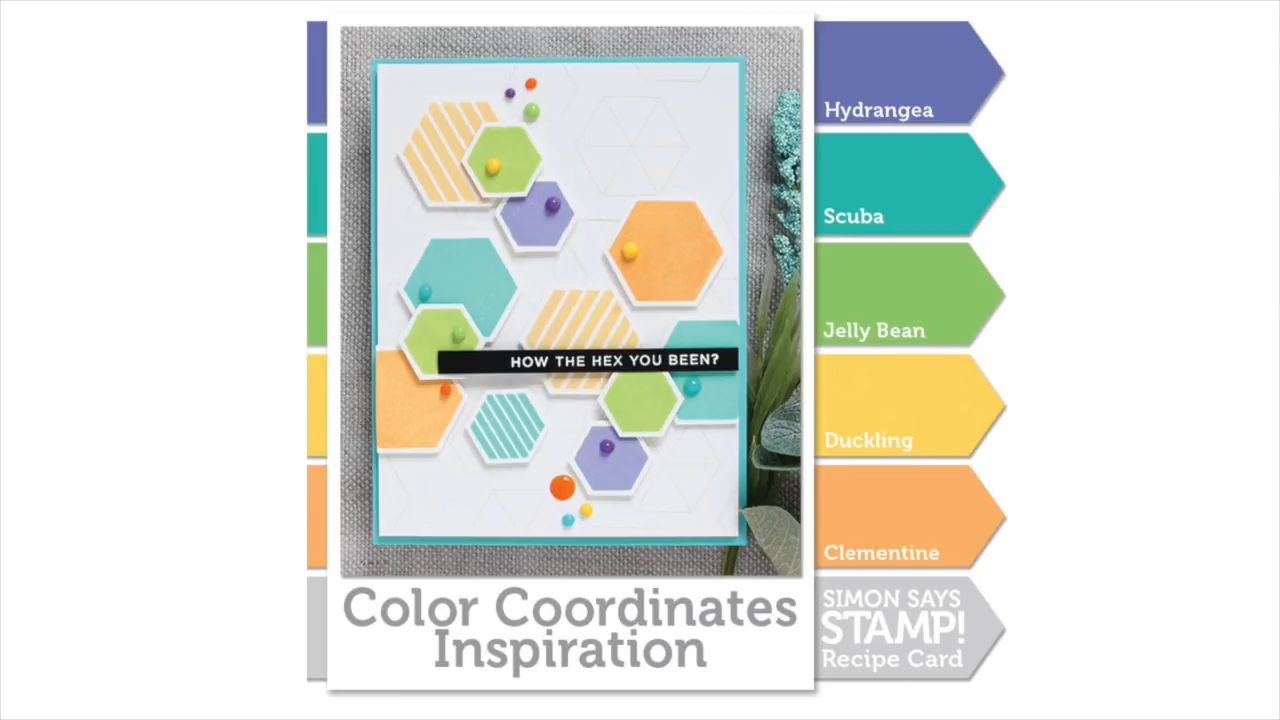 Hydrangea
Scuba
Jelly Bean
HOW THE HEX YOU BEEN?
Duckling
Clementine
Color Coordinates
Inspiration
SIMON SAYS
STAMP!
Recipe Card